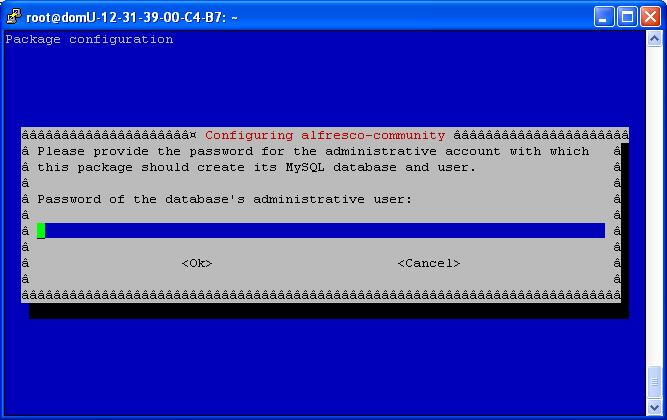 root@domU-12-31-39-00-C4-B7: ~
Package configuration
âââââââââââââââââââââ¤ Configuring alfresco-community ââââââââââââââââââââââ
â Please provide the password for the administrative account with which â
â this package should create its MySQL database and user. â
â â
â Password of the database's administrative user: â
â â
â â
â â
â <Ok> <Cancel> â
â â
âââââââââââââââââââââââââââââââââââââââââââââââââââââââââââââââââââââââââââ